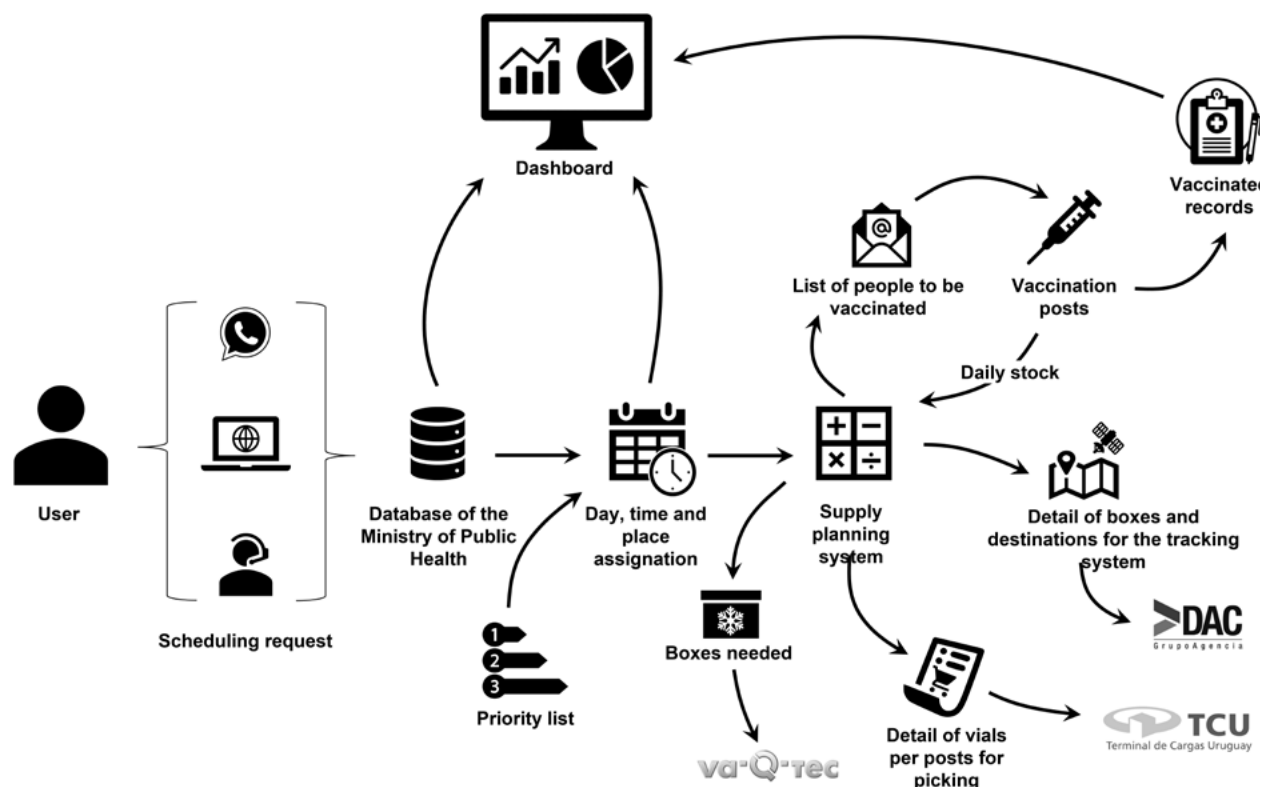 Dashboard
Vaccinated
records
List of people to be
vaccinated
Vaccination
posts
Daily stock
User
Scheduling request
Database of the
Ministry of Public
Health
Day, time and
place
assignation
Supply
planning
system
Detail of boxes and
destinations for the tracking
system
DAC
GrupoAgencia
1
2
3
Priority list
Boxes needed
va-Q-tec
Detail of vials
per posts for
picking
TCU
Terminal de Cargas Uruguay